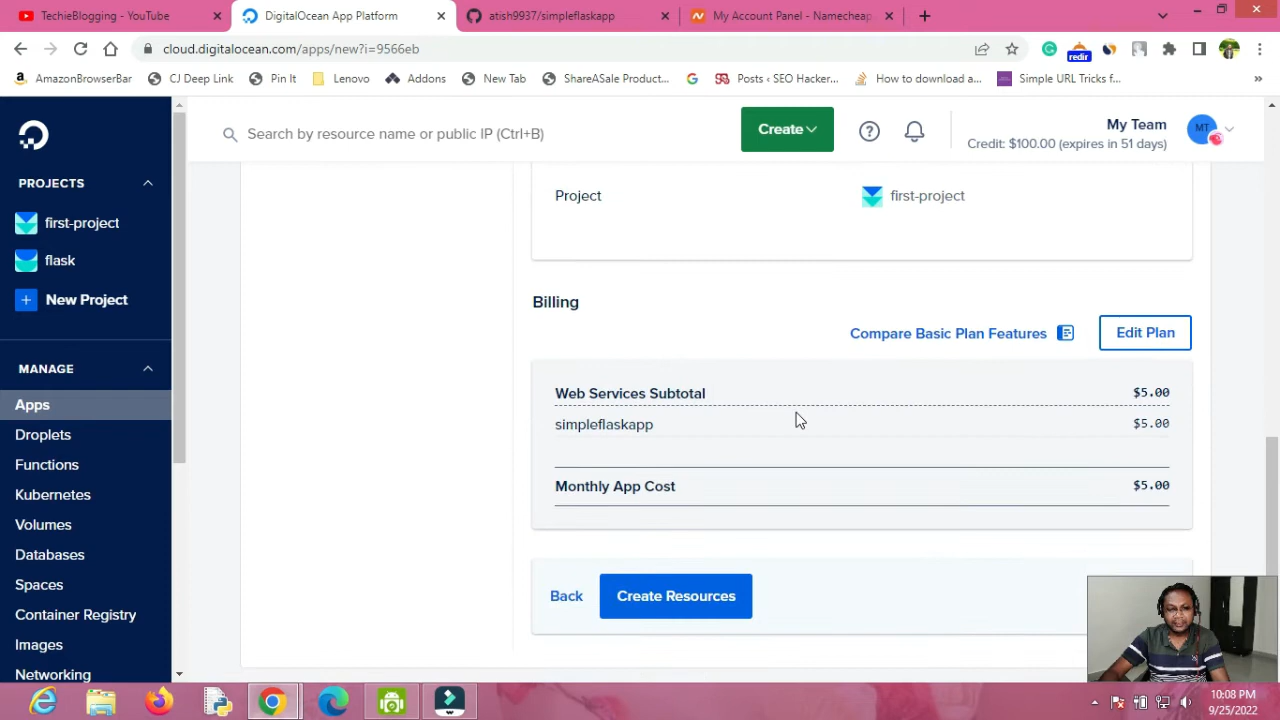 TechieBlogging - YouTube
DigitalOcean App Platform
atish9937/simpleflaskapp
My Account Panel - Namecheap
cloud.digitalocean.com/apps/new?i=9566eb
redir
AmazonBrowserBar
CJ Deep Link
Pin It
Lenovo
Addons
New Tab
ShareASale Product...
Posts ‹ SEO Hacker...
How to download a...
Simple URL Tricks f...
Search by resource name or public IP (Ctrl+B)
Create
My Team
Credit: $100.00 (expires in 51 days)
MT
PROJECTS
first-project
flask
New Project
MANAGE
Apps
Droplets
Functions
Kubernetes
Volumes
Databases
Spaces
Container Registry
Images
Networking
Project
first-project
Billing
Compare Basic Plan Features
Edit Plan
Web Services Subtotal $5.00
simpleflaskapp $5.00
Monthly App Cost $5.00
Back
Create Resources
10:08 PM
9/25/2022